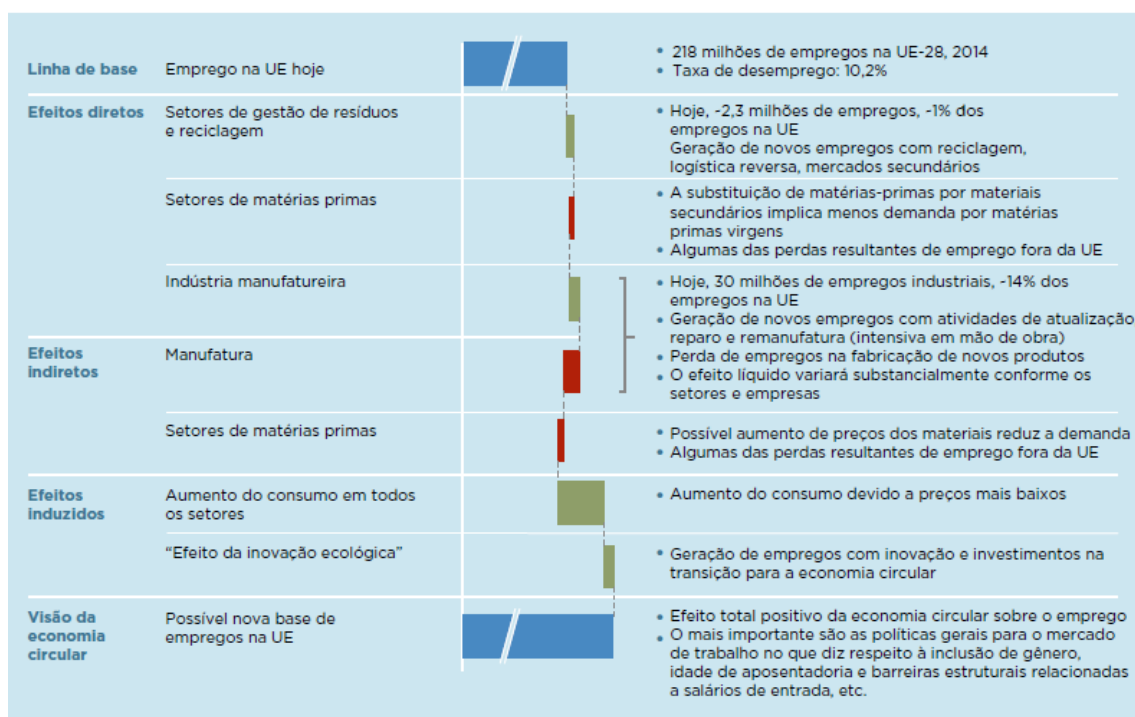 Linha de base
Emprego na UE hoje
• 218 milhões de empregos na UE-28, 2014
• Taxa de desemprego: 10,2%
Efeitos diretos
Setores de gestão de resíduos
e reciclagem
• Hoje, ~2,3 milhões de empregos, ~1% dos
empregos na UE
Geração de novos empregos com reciclagem,
logística reversa, mercados secundários
Setores de matérias primas
• A substituição de matérias-primas por materiais
secundários implica menos demanda por matérias
primas virgens
• Algumas das perdas resultantes de emprego fora da UE
Indústria manufatureira
• Hoje, 30 milhões de empregos industriais, ~14% dos
empregos na UE
• Geração de novos empregos com atividades de atualização
reparo e remanufatura (intensiva em mão de obra)
Efeitos
indiretos
Manufatura
• Perda de empregos na fabricação de novos produtos
• O efeito líquido variará substancialmente conforme os
setores e empresas
Setores de matérias primas
• Possível aumento de preços dos materiais reduz a demanda
• Algumas das perdas resultantes de emprego fora da UE
Efeitos
induzidos
Aumento do consumo em todos
os setores
• Aumento do consumo devido a preços mais baixos
“Efeito da inovação ecológica”
• Geração de empregos com inovação e investimentos na
transição para a economia circular
Visão da
economia
circular
Possível nova base de
empregos na UE
• Efeito total positivo da economia circular sobre o emprego
• O mais importante são as políticas gerais para o mercado
de trabalho no que diz respeito à inclusão de gênero,
idade de aposentadoria e barreiras estruturais relacionadas
a salários de entrada, etc.